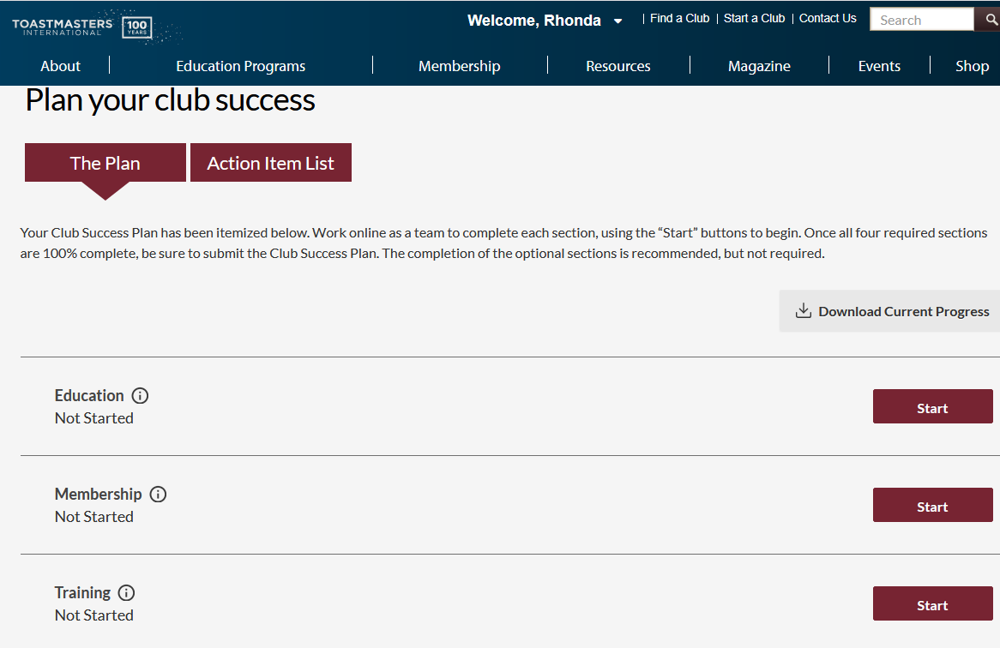 TOASTMASTERS
INTERNATIONAL
100
YEARS
Welcome, Rhonda
Find a Club
Start a Club
Contact Us
Search
About
Education Programs
Membership
Resources
Magazine
Events
Shop
Plan your club success
The Plan
Action Item List
Your Club Success Plan has been itemized below. Work online as a team to complete each section, using the “Start” buttons to begin. Once all four required sections
are 100% complete, be sure to submit the Club Success Plan. The completion of the optional sections is recommended, but not required.
Download Current Progress
Education
Not Started
Start
Membership
Not Started
Start
Training
Not Started
Start